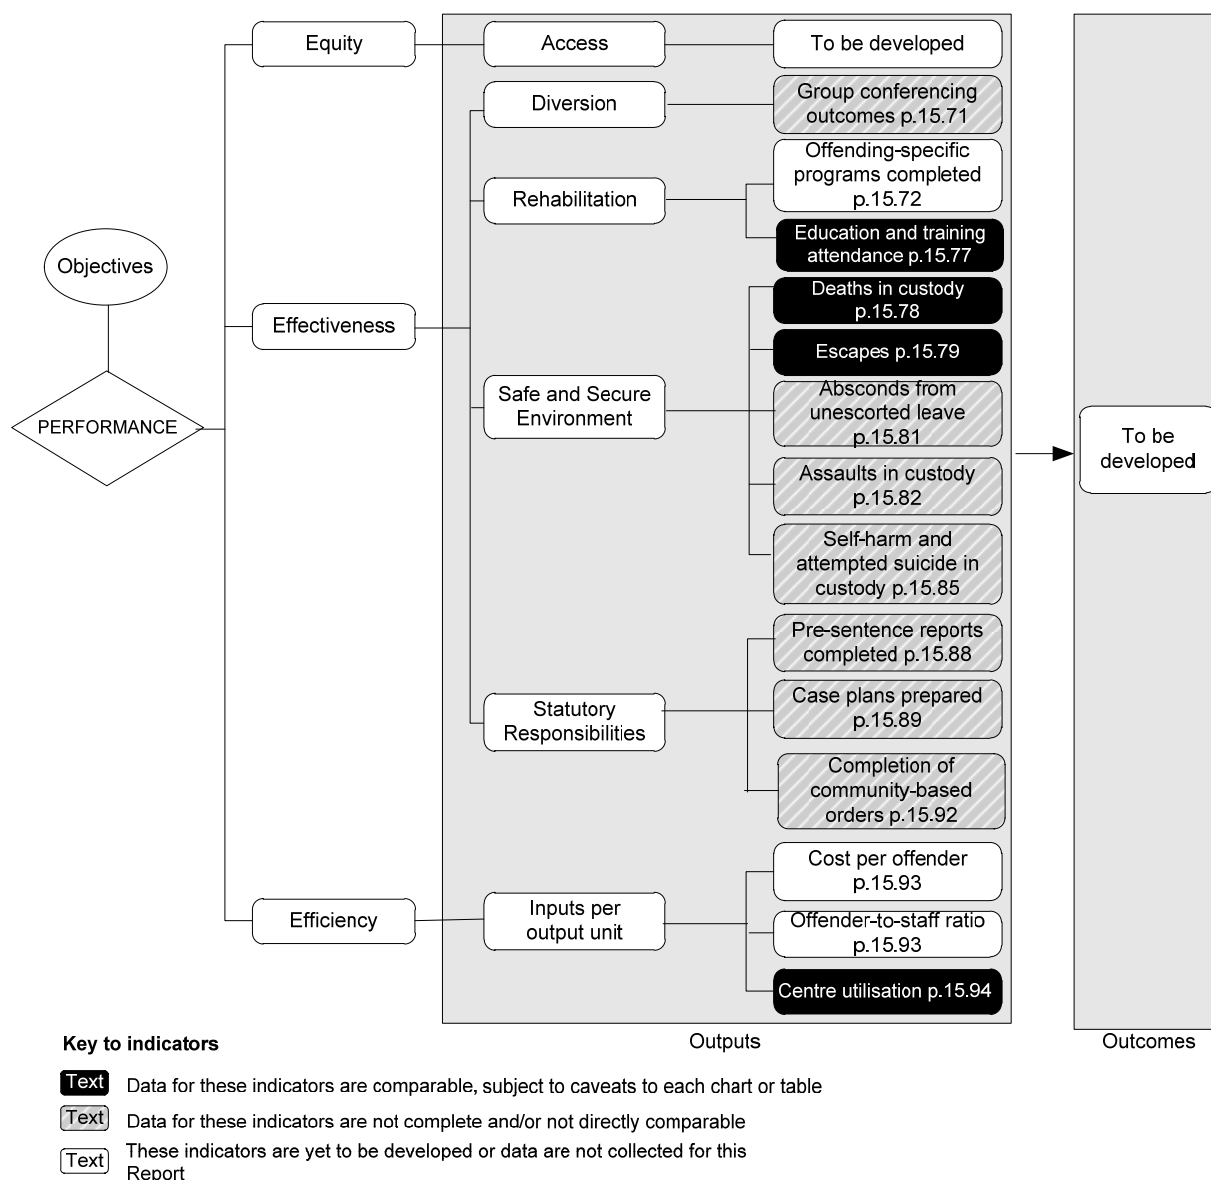 Equity
Access
To be developed
Diversion
Group conferencing
outcomes p.15.71
Rehabilitation
Offending-specific
programs completed
p.15.72
Education and training
attendance p.15.77
Objectives
PERFORMANCE
Effectiveness
Safe and Secure
Environment
Deaths in custody
p.15.78
Escapes p.15.79
Absconds from
unescorted leave
p.15.81
Assaults in custody
p.15.82
Self-harm and
attempted suicide in
custody p.15.85
To be
developed
Statutory
Responsibilities
Pre-sentence reports
completed p.15.88
Case plans prepared
p.15.89
Completion of
community-based
orders p.15.92
Efficiency
Inputs per
output unit
Cost per offender
p.15.93
Offender-to-staff ratio
p.15.93
Centre utilisation p.15.94
Outputs
Outcomes
Key to indicators
Text Data for these indicators are comparable, subject to caveats to each chart or table
Text Data for these indicators are not complete and/or not directly comparable
Text These indicators are yet to be developed or data are not collected for this
Report